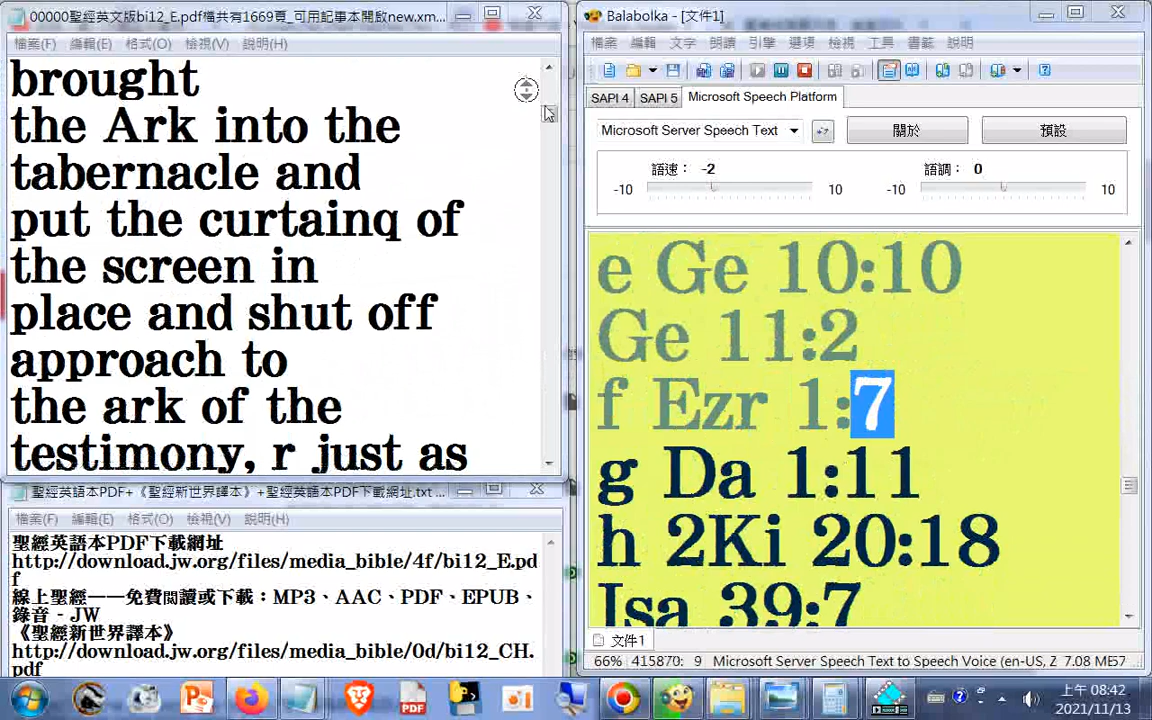 00000聖經英文版bi12_E.pdf檔共有1669頁_可用記事本開啟new.xm...
檔案(F) 編輯(E) 格式(O) 檢視(V) 說明(H)
brought
the Ark into the
tabernacle and
put the curtainq of
the screen in
place and shut off
approach to
the ark of the
testimony, r just as
聖經英語本PDF+《聖經新世界譯本》+聖經英語本PDF下載網址.txt ...
檔案(F) 編輯(E) 格式(O) 檢視(V) 說明(H)
聖經英語本PDF下載網址
http://download.jw.org/files/media_bible/4f/bi12_E.pd
f
線上聖經——免費閱讀或下載：MP3、AAC、PDF、EPUB、
錄音 - JW
《聖經新世界譯本》
http://download.jw.org/files/media_bible/0d/bi12_CH.
pdf
Balabolka - [文件1]
檔案 編輯 文字 朗讀 引擎 選項 檢視 工具 書籤 說明
SAPI 4 SAPI 5 Microsoft Speech Platform
Microsoft Server Speech Text 關於 預設
語速： -2 語調： 0
-10 10 -10 10
e Ge 10:10
Ge 11:2
f Ezr 1:7
g Da 1:11
h 2Ki 20:18
Isa 39:7
文件1
66% 415870: 9 Microsoft Server Speech Text to Speech Voice (en-US, Z 7.08 ME57
PDF
上午 08:42
2021/11/13